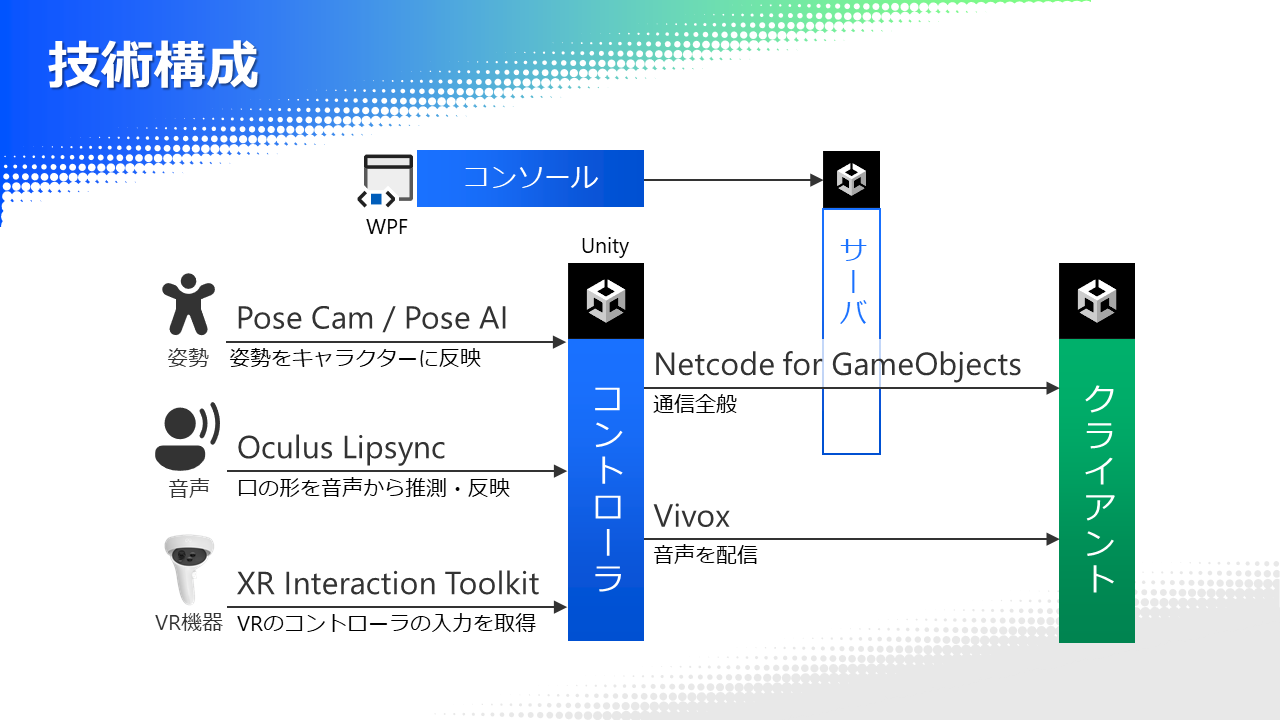 技術構成
コンソール
WPF
サーバ
Unity
Pose Cam / Pose AI
姿勢
姿勢をキャラクターに反映
Oculus Lipsync
音声
口の形を音声から推測・反映
XR Interaction Toolkit
VR機器
VRのコントローラの入力を取得
コントローラ
Netcode for GameObjects
通信全般
Vivox
音声を配信
クライアント